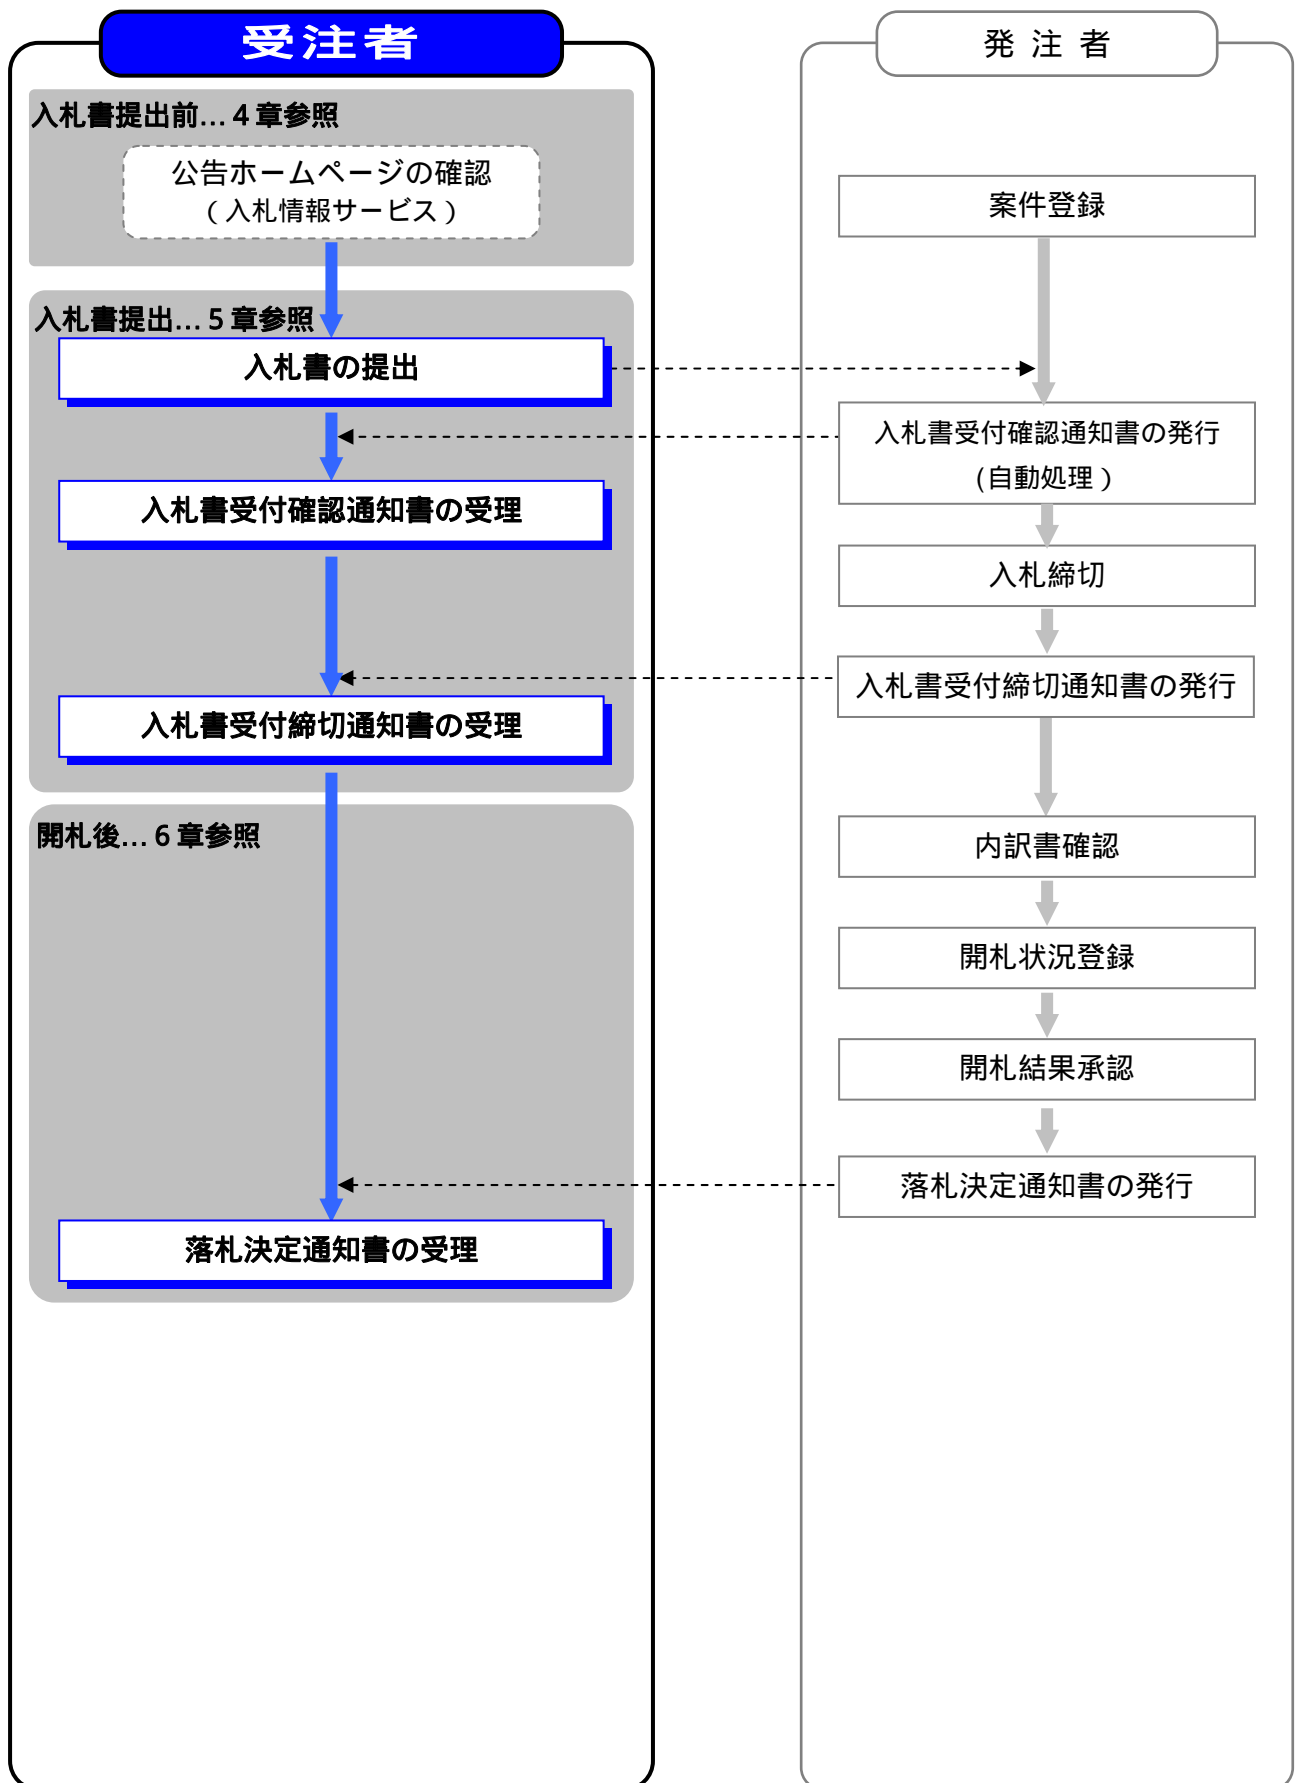 受注者
入札書提出前…４章参照
公告ホームページの確認
（入札情報サービス）
入札書提出…５章参照
入札書の提出
入札書受付確認通知書の受理
入札書受付締切通知書の受理
開札後…６章参照
落札決定通知書の受理
発 注 者
案件登録
入札書受付確認通知書の発行
(自動処理）
入札締切
入札書受付締切通知書の発行
内訳書確認
開札状況登録
開札結果承認
落札決定通知書の発行